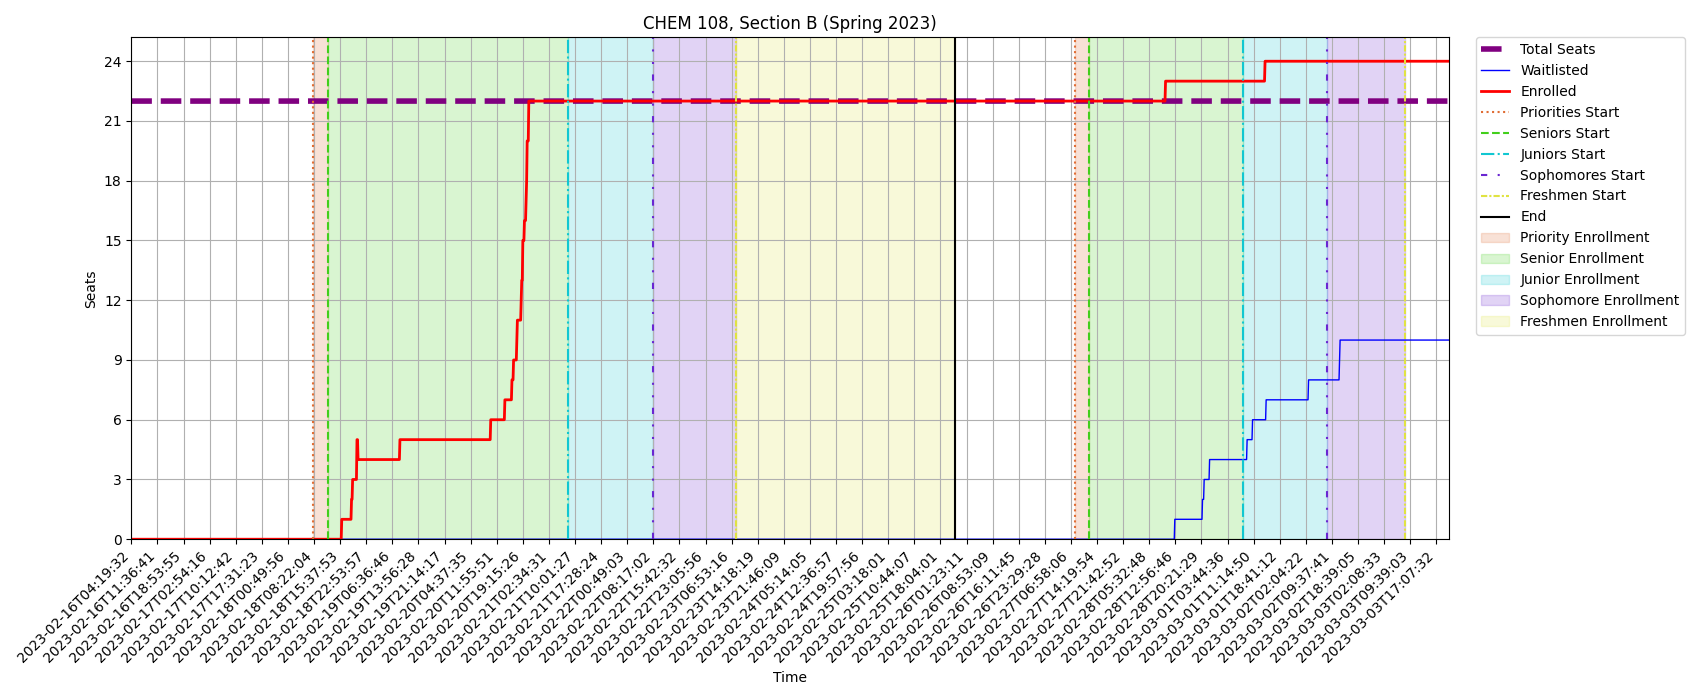 CHEM 108, Section B (Spring 2023)
Seats
24
21
18
15
12
9
6
3
0
2023-02-16T04:19:32
2023-02-16T11:36:41
2023-02-16T18:53:55
2023-02-17T02:54:16
2023-02-17T10:12:42
2023-02-17T17:31:23
2023-02-18T00:49:56
2023-02-18T08:22:04
2023-02-18T15:37:53
2023-02-18T22:53:57
2023-02-19T06:36:46
2023-02-19T13:56:28
2023-02-19T21:14:17
2023-02-20T04:37:35
2023-02-20T11:55:51
2023-02-20T19:15:26
2023-02-21T02:34:31
2023-02-21T10:01:27
2023-02-21T17:28:24
2023-02-22T00:49:03
2023-02-22T08:17:02
2023-02-22T15:42:32
2023-02-22T23:05:56
2023-02-23T06:53:16
2023-02-23T14:18:19
2023-02-23T21:46:09
2023-02-24T05:14:05
2023-02-24T12:36:57
2023-02-24T19:57:56
2023-02-25T03:18:01
2023-02-25T10:44:07
2023-02-25T18:04:01
2023-02-26T01:23:11
2023-02-26T08:53:09
2023-02-26T16:11:45
2023-02-26T23:29:28
2023-02-27T06:58:06
2023-02-27T14:19:54
2023-02-27T21:42:52
2023-02-28T05:32:48
2023-02-28T12:56:46
2023-02-28T20:21:29
2023-03-01T03:44:36
2023-03-01T11:14:50
2023-03-01T18:41:12
2023-03-02T02:04:22
2023-03-02T09:37:41
2023-03-02T18:39:05
2023-03-03T02:08:33
2023-03-03T09:39:03
2023-03-03T17:07:32
Time
Total Seats
Waitlisted
Enrolled
Priorities Start
Seniors Start
Juniors Start
Sophomores Start
Freshmen Start
End
Priority Enrollment
Senior Enrollment
Junior Enrollment
Sophomore Enrollment
Freshmen Enrollment